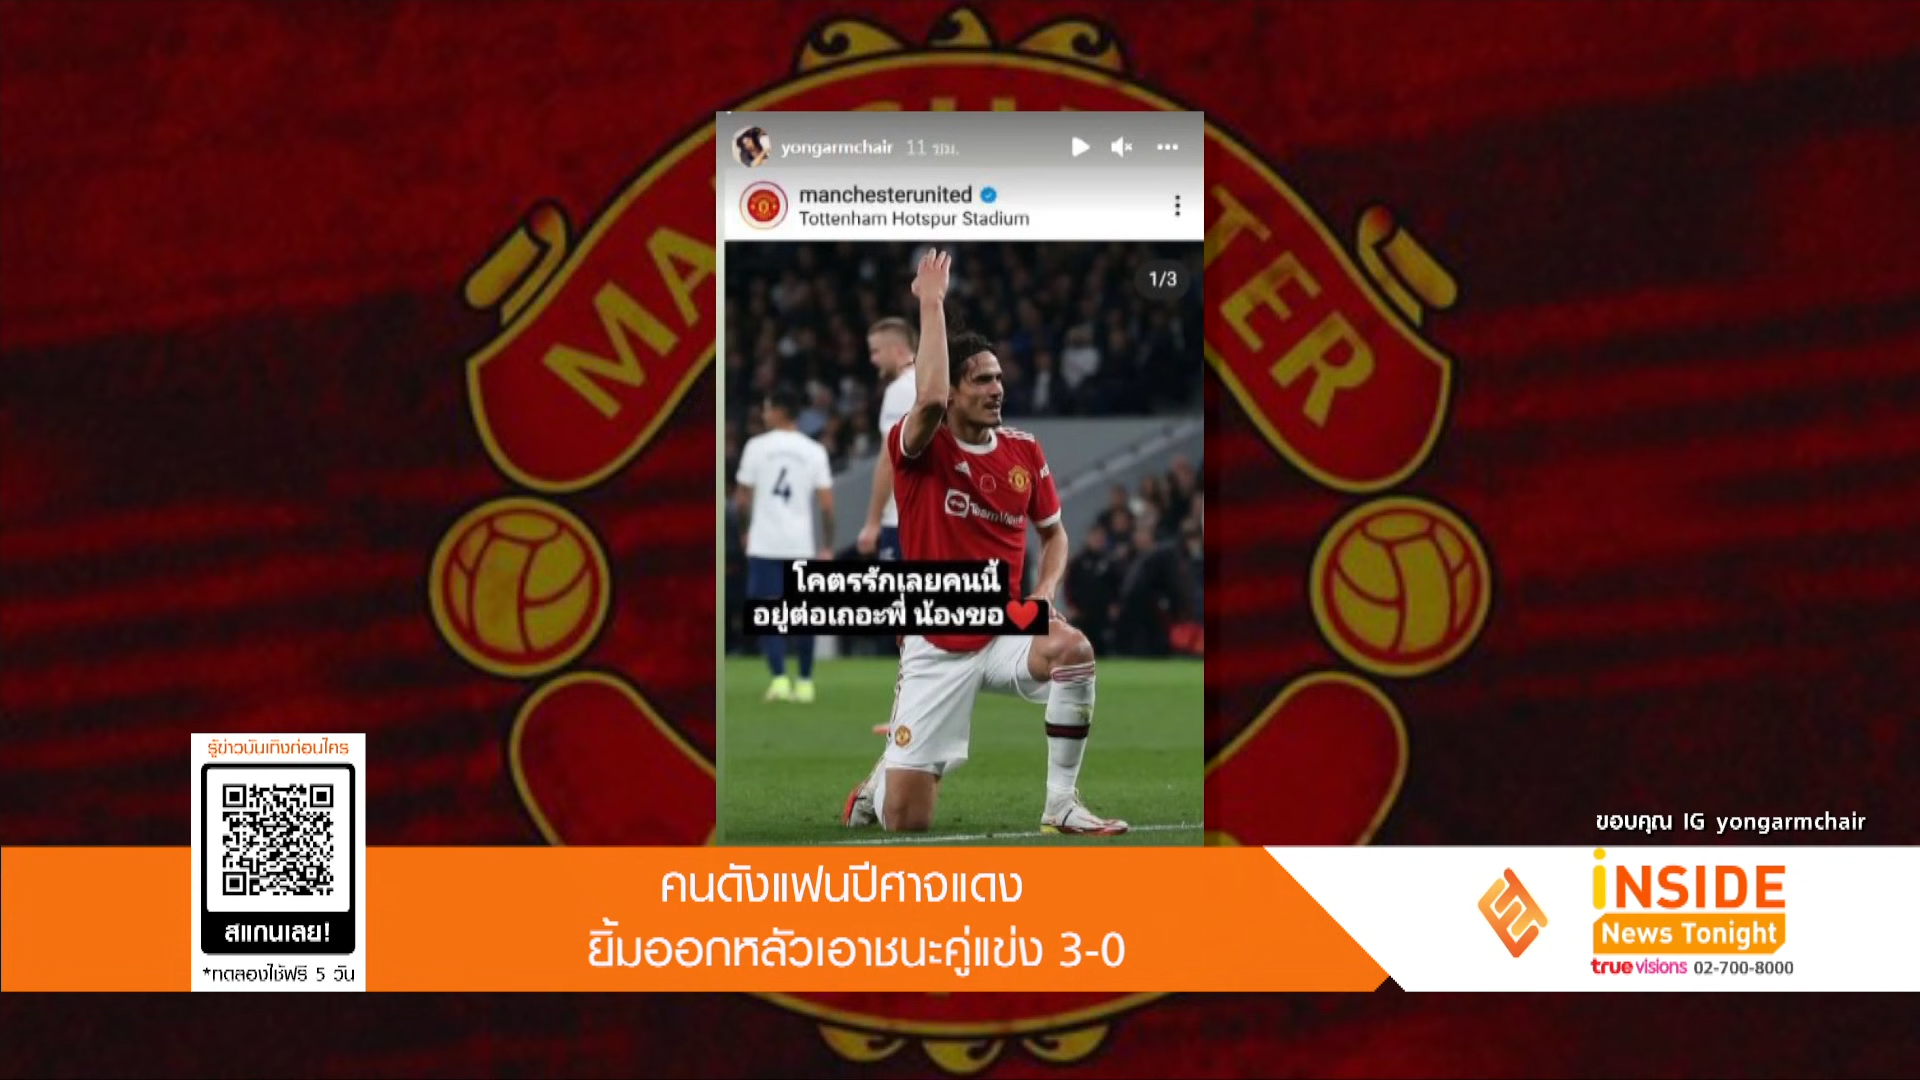 yongarmchair 11 ชม.
manchesterunited
Tottenham Hotspur Stadium
1/3
4
โคตรรักเลยคนนี้
อยู่ต่อเถอะพี่ น้องขอ❤️
รู้ข่าวบันเทิงก่อนใคร
สแกนเลย!
*ทดลองใช้ฟรี 5 วัน
ขอบคุณ IG yongarmchair
คนดังแฟนปีศาจแดง
ยิ้มออกหลัวเอาชนะคู่แข่ง 3-0
iNSIDE
News Tonight
truevisions 02-700-8000